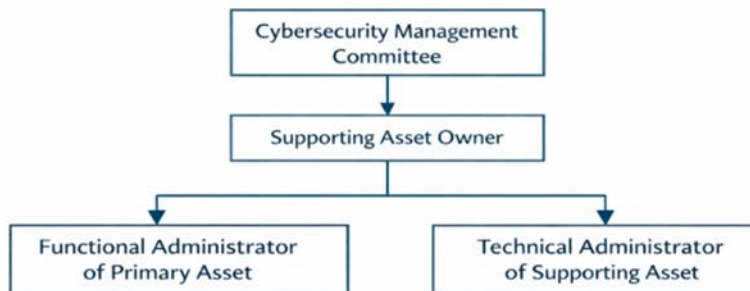 Cybersecurity Management
Committee
Supporting Asset Owner
Functional Administrator
of Primary Asset
Technical Administrator
of Supporting Asset